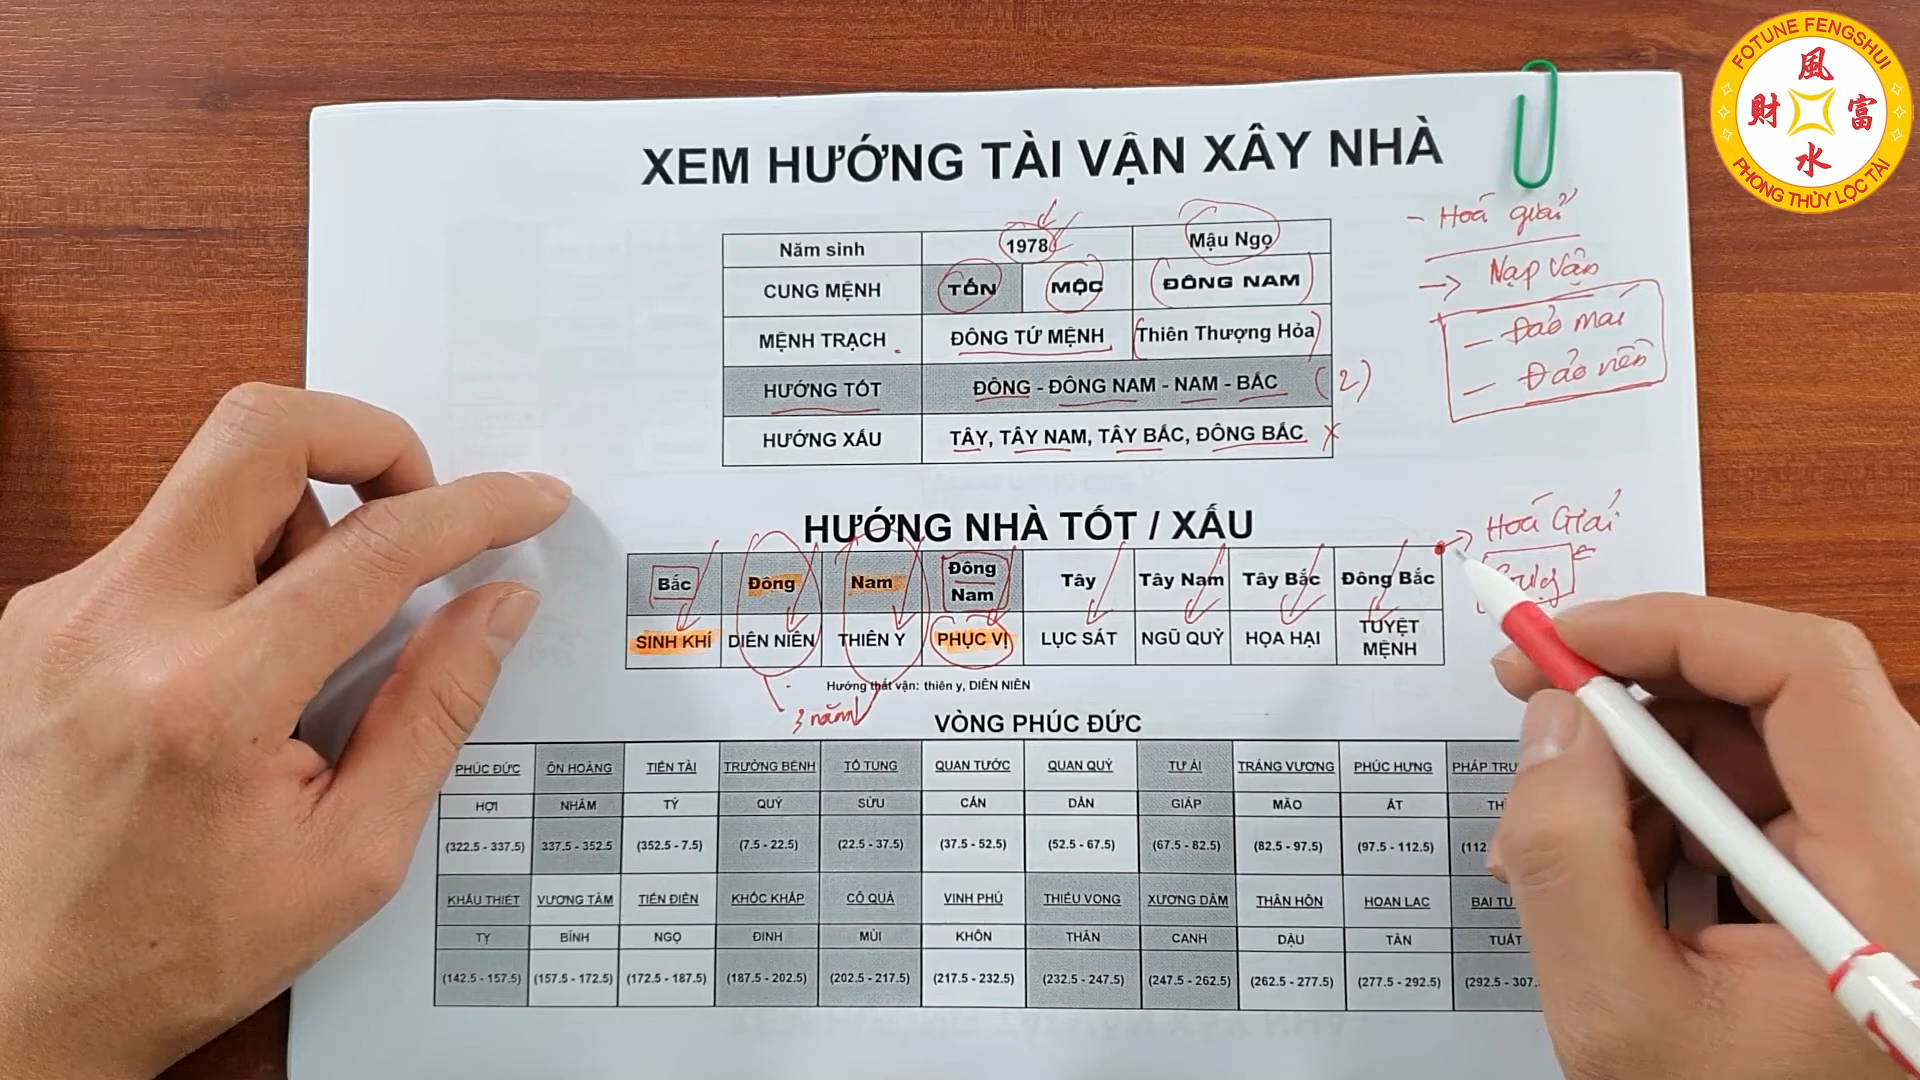 FOTUNE FENGSHUI
風
財 富
水
PHONG THỦY LỘC TÀI
XEM HƯỚNG TÀI VẬN XÂY NHÀ
Năm sinh 1978 Mậu Ngọ
CUNG MỆNH TỐN MỘC ĐÔNG NAM
MỆNH TRẠCH ĐÔNG TỨ MỆNH Thiên Thượng Hỏa
HƯỚNG TỐT ĐÔNG - ĐÔNG NAM - NAM - BẮC (2)
HƯỚNG XẤU TÂY, TÂY NAM, TÂY BẮC, ĐÔNG BẮC X
- Hoá giải
→ Nạp Vận
- Đảo mái
- Đảo nền
HƯỚNG NHÀ TỐT / XẤU
→ Hoá Giải
Bắc Đông Nam Đông Nam Tây Tây Nam Tây Bắc Đông Bắc
SINH KHÍ DIÊN NIÊN THIÊN Y PHỤC VỊ LỤC SÁT NGŨ QUỶ HỌA HẠI TUYỆT MỆNH
Hướng thất vận: thiên y, DIÊN NIÊN
3 năm
VÒNG PHÚC ĐỨC
PHÚC ĐỨC ÔN HOÀNG TIẾN TÀI TRƯỜNG BỆNH TỐ TỤNG QUAN TƯỚC QUAN QUÝ TỰ ẢI TRÁNG VƯỢNG PHÚC HƯNG
HỢI NHÂM TÝ QUÝ SỬU CẤN DẦN GIÁP MÃO ẤT
(322.5 - 337.5) 337.5 - 352.5 (352.5 - 7.5) (7.5 - 22.5) (22.5 - 37.5) (37.5 - 52.5) (52.5 - 67.5) (67.5 - 82.5) (82.5 - 97.5) (97.5 - 112.5)
KHẨU THIỆT VƯỢNG TÀM TIẾN ĐIỀN KHỐC KHẤP CÔ QUẢ VINH PHÚ THIẾU VONG XƯƠNG DÂM THÂN HÔN HOAN LẠC
TỴ BÍNH NGỌ ĐINH MÙI KHÔN THÂN CANH DẬU TÂN TUẤT
(142.5 - 157.5) (157.5 - 172.5) (172.5 - 187.5) (187.5 - 202.5) (202.5 - 217.5) (217.5 - 232.5) (232.5 - 247.5) (247.5 - 262.5) (262.5 - 277.5) (277.5 - 292.5)